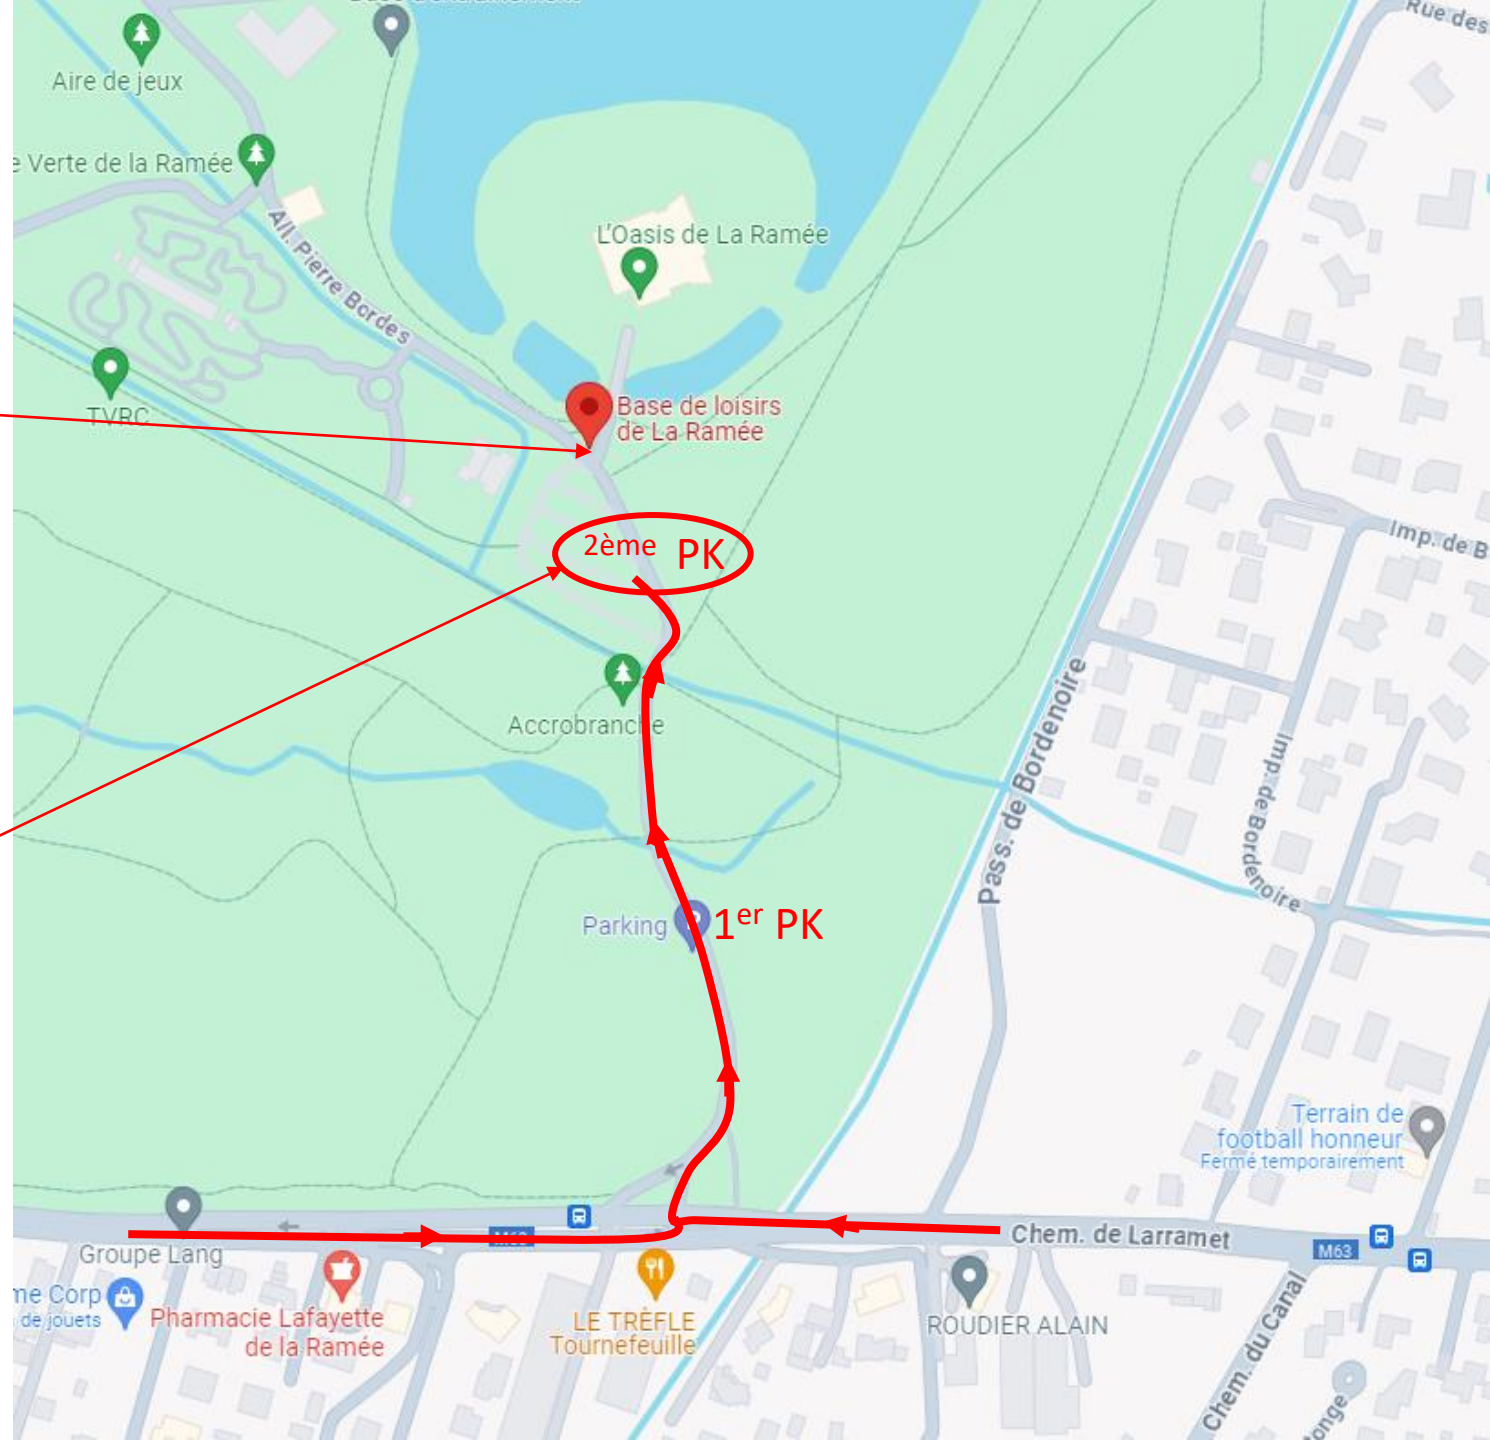 Rue des
Aire de jeux
e Verte de la Ramée
All. Pierre Bordes
L'Oasis de La Ramée
TVRC
Base de loisirs
de La Ramée
2ème PK
Imp. de B
Accrobranche
Pass. de Bordenoire
Imp. de Bordenoire
Parking
P
1er PK
Terrain de
football honneur
Fermé temporairement
Groupe Lang
Chem. de Larramet
M63
me Corp
de jouets
Pharmacie Lafayette
de la Ramée
LE TRÈFLE
Tournefeuille
ROUDIER ALAIN
Chem. du Canal
onge